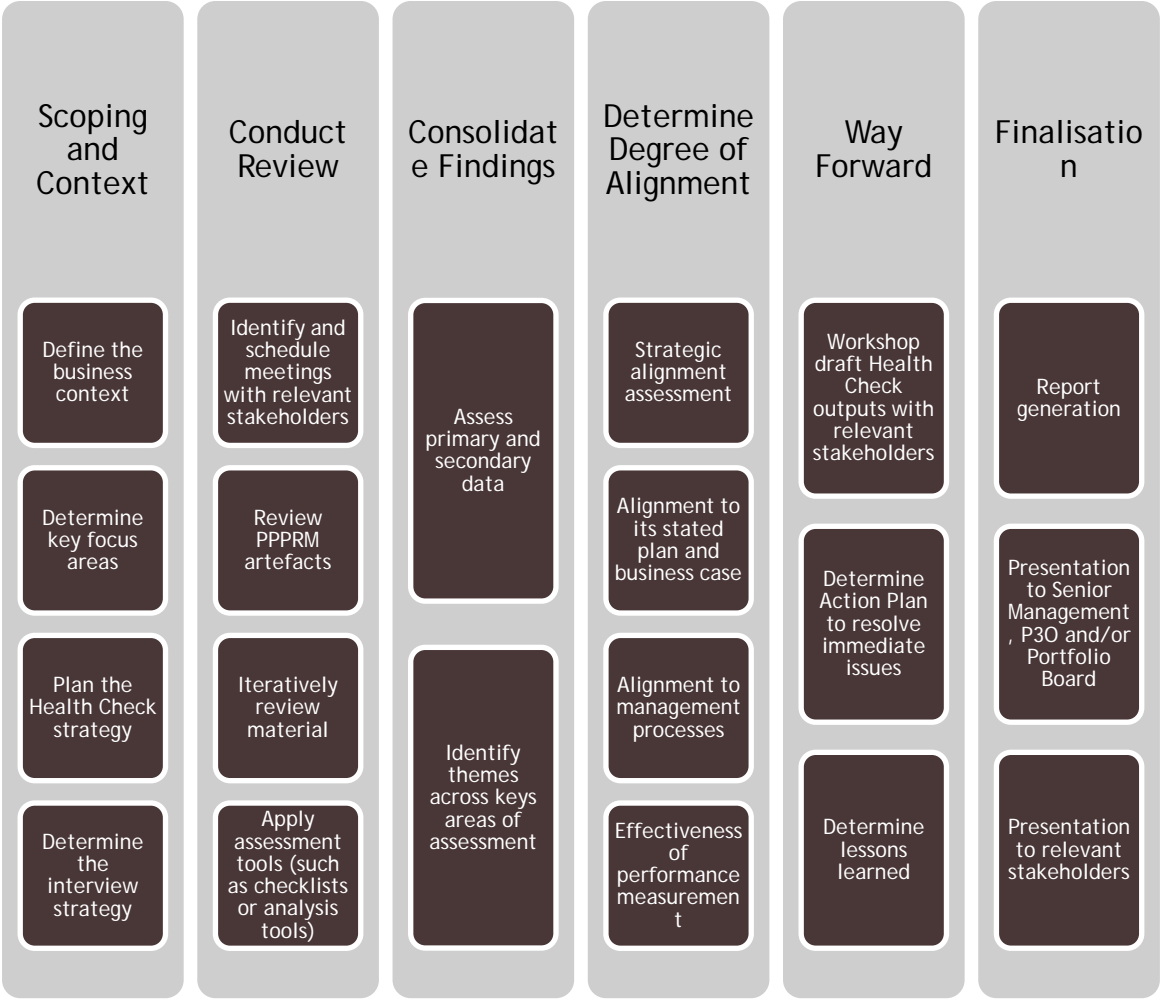 Scoping
and
Context
Define the
business
context
Determine
key focus
areas
Plan the
Health Check
strategy
Determine
the
interview
strategy
Conduct
Review
Identify and
schedule
meetings
with relevant
stakeholders
Review
PPPRM
artefacts
Iteratively
review
material
Apply
assessment
tools (such
as checklists
or analysis
tools)
Consolidat
e Findings
Assess
primary and
secondary
data
Identify
themes
across keys
areas of
assessment
Determine
Degree of
Alignment
Strategic
alignment
assessment
Alignment to
its stated
plan and
business case
Alignment to
management
processes
Effectiveness
of
performance
measuremen
t
Way
Forward
Workshop
draft Health
Check
outputs with
relevant
stakeholders
Determine
Action Plan
to resolve
immediate
issues
Determine
lessons
learned
Finalisatio
n
Report
generation
Presentation
to Senior
Management
, P3O and/or
Portfolio
Board
Presentation
to relevant
stakeholders